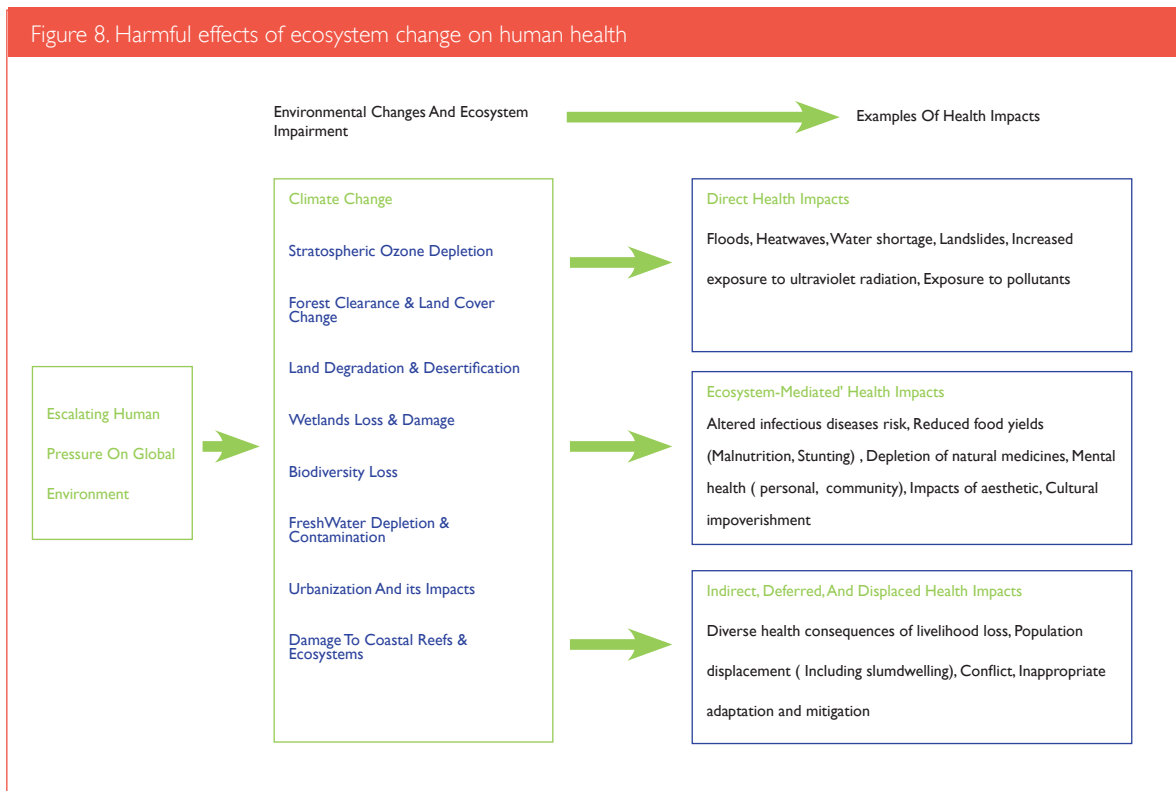 Figure 8. Harmful effects of ecosystem change on human health
Environmental Changes And Ecosystem
Impairment
Examples Of Health Impacts
Escalating Human
Pressure On Global
Environment
Climate Change
Stratospheric Ozone Depletion
Forest Clearance & Land Cover
Change
Land Degradation & Desertification
Wetlands Loss & Damage
Biodiversity Loss
FreshWater Depletion &
Contamination
Urbanization And its Impacts
Damage To Coastal Reefs &
Ecosystems
Direct Health Impacts
Floods, Heatwaves, Water shortage, Landslides, Increased
exposure to ultraviolet radiation, Exposure to pollutants
Ecosystem-Mediated' Health Impacts
Altered infectious diseases risk, Reduced food yields
(Malnutrition, Stunting) , Depletion of natural medicines, Mental
health ( personal, community), Impacts of aesthetic, Cultural
impoverishment
Indirect, Deferred, And Displaced Health Impacts
Diverse health consequences of livelihood loss, Population
displacement ( Including slumdwelling), Conflict, Inappropriate
adaptation and mitigation